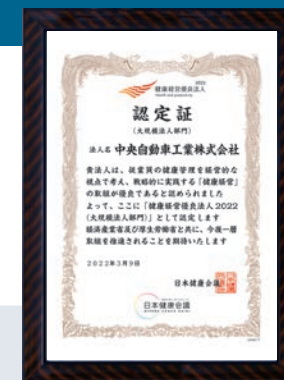 2022
健康経営優良法人
Health and productivity
認定証
(大規模法人部門)
法人名 中央自動車工業株式会社
貴法人は、従業員の健康管理を経営的な
視点で考え、戦略的に実践する「健康経営」
の取組が優良であると認められました
よって、ここに「健康経営優良法人2022
(大規模法人部門)」として認定します
経済産業省及び厚生労働省と共に、今後一層
取組を推進されることを期待いたします
2022年3月9日
日本健康会議
日本健康会議